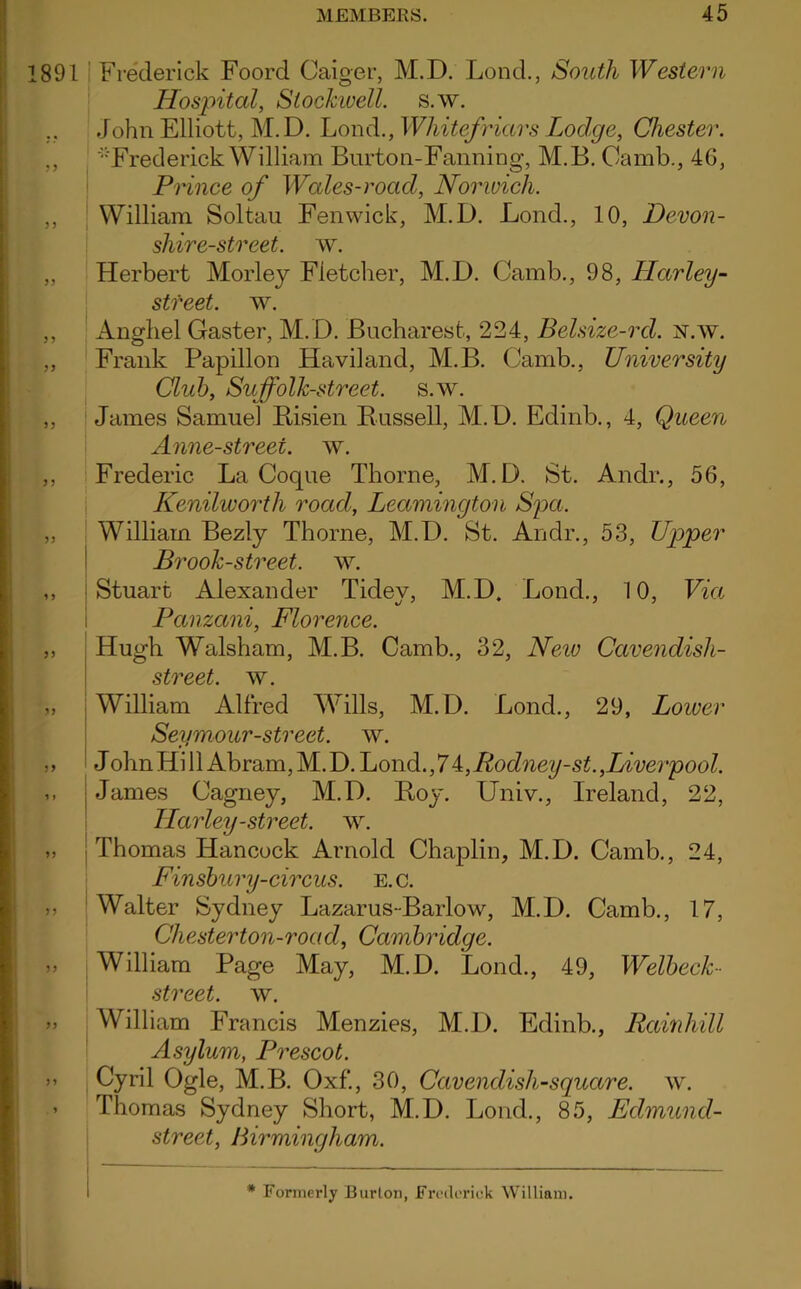 MEMBERS. 45
1891 Frederick Foord Caiger, M.D. Lond., South Western
Hospital, Stockwell. S.W.
,, John Elliott, M.D. Lond., Whitefriars Lodge, Chester.
,, *Frederick William Burton-Fanning, M.B. Camb., 46,
Prince of Wales-road, Norwich.
,, William Soltau Fenwick, M.D. Lond., 10, Devon-
shire-street. W.
,, Herbert Morley Fletcher, M.D. Camb., 98, Harley-
street. W.
,, Anghel Gaster, M.D. Bucharest, 224, Belsize-rd. N.W.
,, Frank Papillon Haviland, M.B. Camb., University
Club, Suffolk-street. S.W.
,, James Samuel Risien Russell, M.D. Edinb., 4, Queen
Anne-street. W.
,, Frederic La Coque Thorne, M.D. St. Andr., 56,
Kenilworth road, Leamington Spa.
,, William Bezly Thorne, M.D. St. Andr., 53, Upper
Brook-street. W.
,, Stuart Alexander Tidey, M.D. Lond., 10, Via
Panzani, Florence.
,, Hugh Walsham, M.B. Camb., 32, New Cavendish-
street. W.
,, William Alfred Wills, M.D. Lond., 29, Lower
Seymour-street. W.
,, John Hill Abram, M.D. Lond., 74, Rodney-st., Liverpool.
,, James Cagney, M.D. Roy. Univ., Ireland, 22,
Harley-street. W.
,, Thomas Hancock Arnold Chaplin, M.D. Camb., 24,
Finsbury-circus. E.C.
,, Walter Sydney Lazarus-Barlow, M.D. Camb., 17,
Chesterton-road, Cambridge.
,, William Page May, M.D. Lond., 49, Welbeck-
street. W.
,, William Francis Menzies, M.D. Edinb., Rainhill
Asylum, Prescot.
,, Cyril Ogle, M.B. Oxf., 30, Cavendish-square. W.
, Thomas Sydney Short, M.D. Lond., 85, Edmund-
street, Birmingham.
* Formerly Burton, Frederick William.